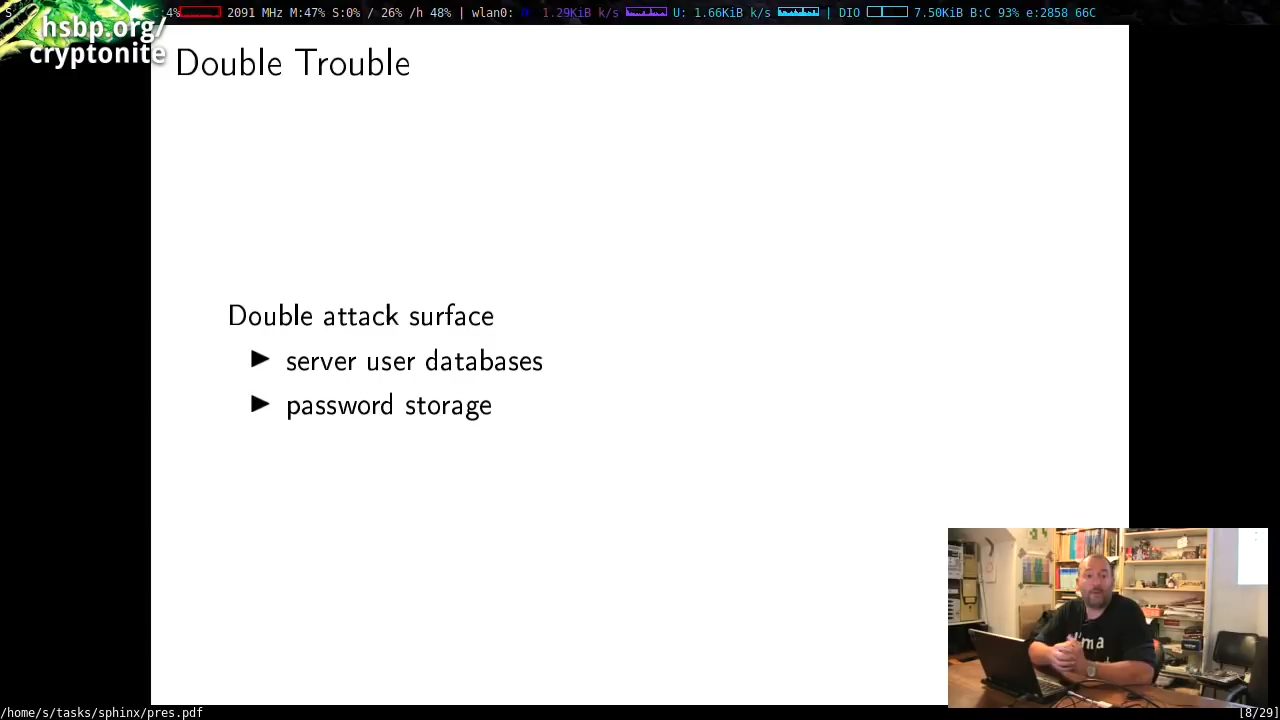 2091 MHz M:47% S:0% / 26% /h 48% | wlan0: 1.29KiB k/s U: 1.66KiB k/s | DIO 7.50KiB B:C 93% e:2858 66C
hsbp.org/
cryptonite
Double Trouble
Double attack surface
► server user databases
► password storage
I'm a
/home/s/tasks/sphinx/pres.pdf
[8/29]